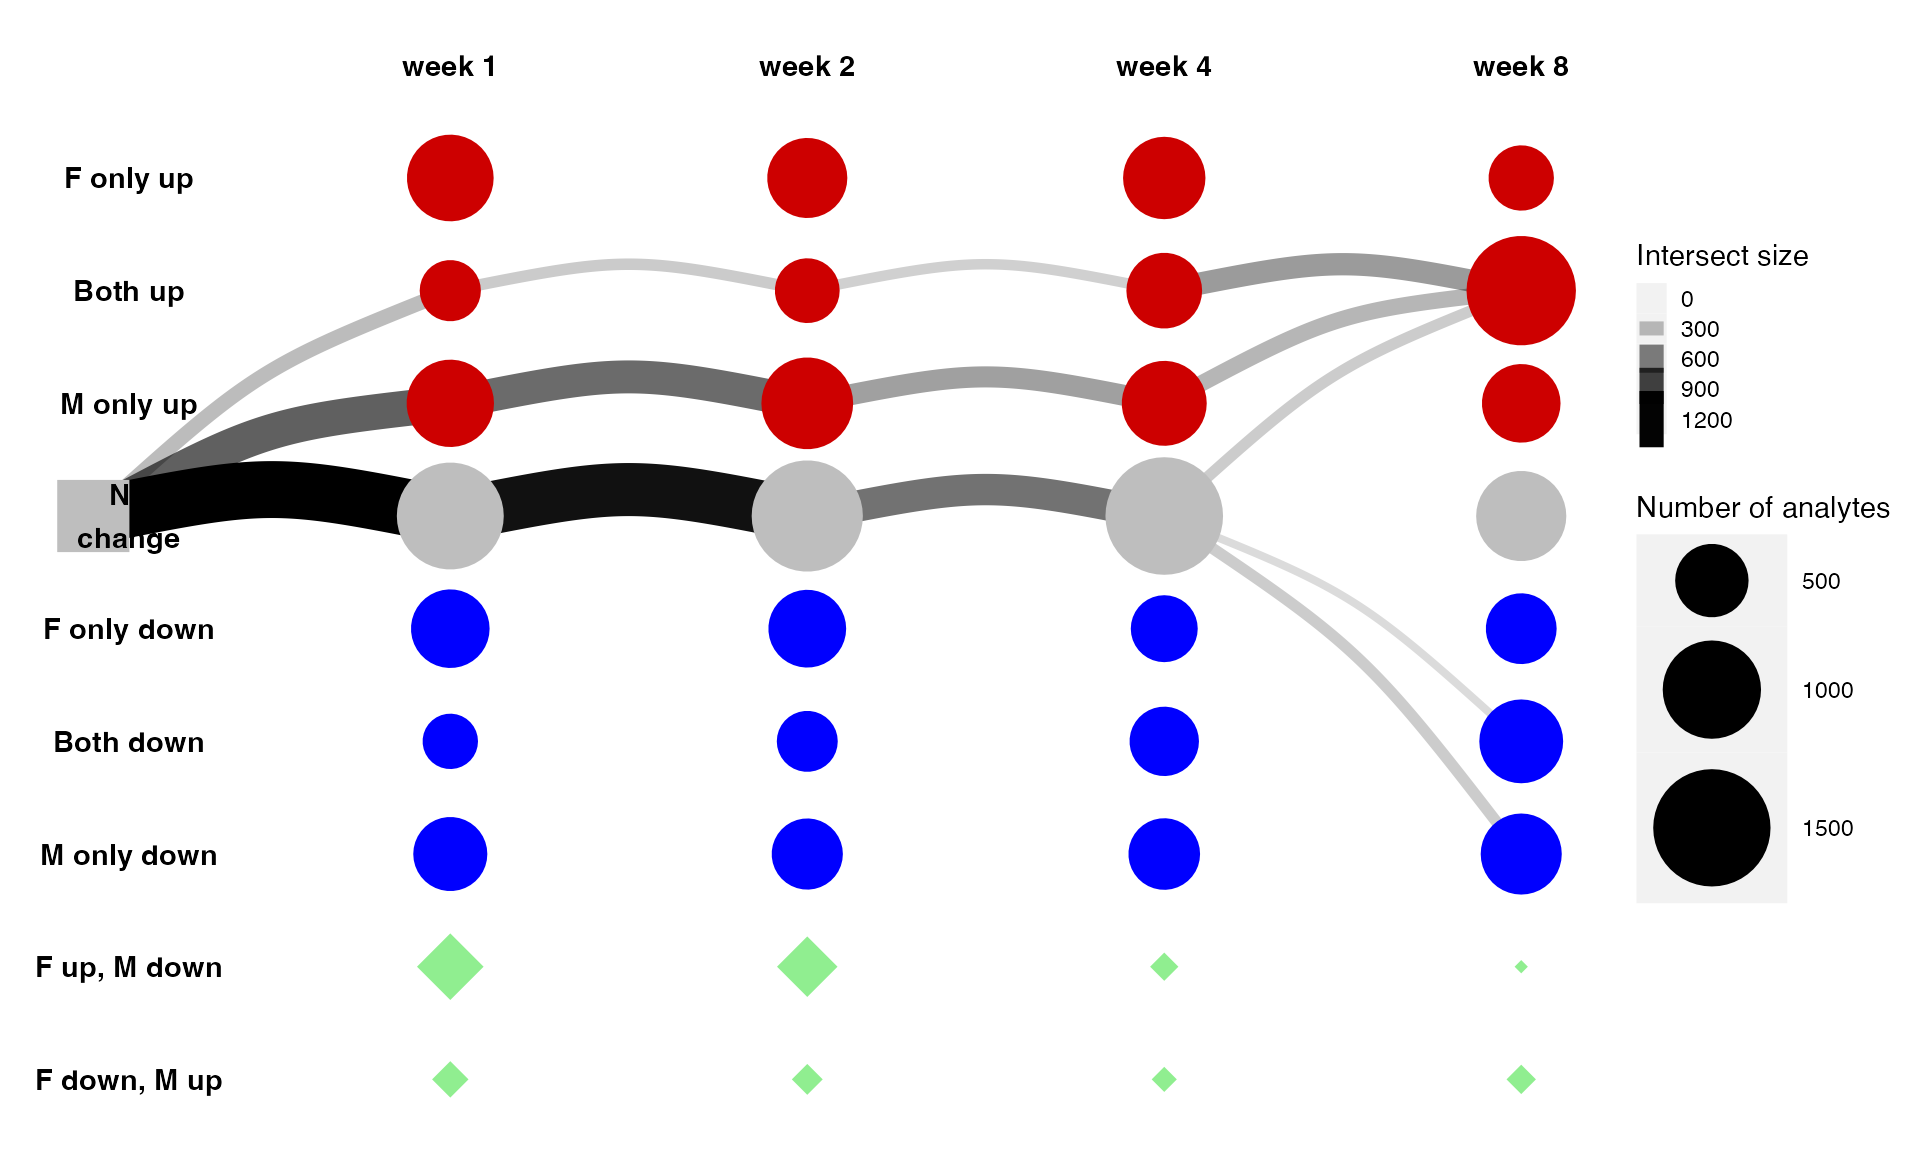 week 1
week 2
week 4
week 8
F only up
Both up
M only up
N
change
F only down
Both down
M only down
F up, M down
F down, M up
Intersect size
0
300
600
900
1200
Number of analytes
500
1000
1500